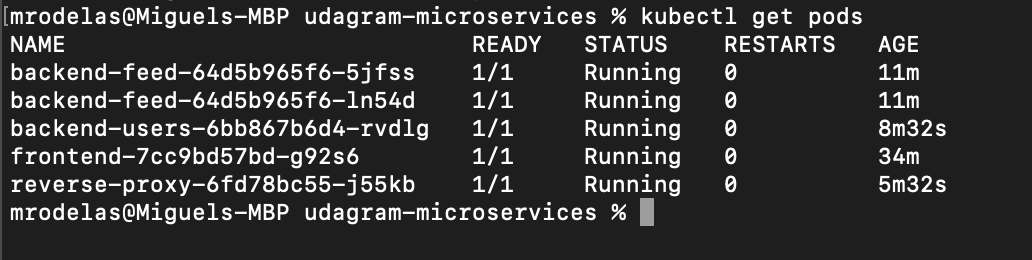 [mrodelas@Miguels-MBP udagram-microservices % kubectl get pods
NAME READY STATUS RESTARTS AGE
backend-feed-64d5b965f6-5jfss 1/1 Running 0 11m
backend-feed-64d5b965f6-ln54d 1/1 Running 0 11m
backend-users-6bb867b6d4-rvdlg 1/1 Running 0 8m32s
frontend-7cc9bd57bd-g92s6 1/1 Running 0 34m
reverse-proxy-6fd78bc55-j55kb 1/1 Running 0 5m32s
mrodelas@Miguels-MBP udagram-microservices %